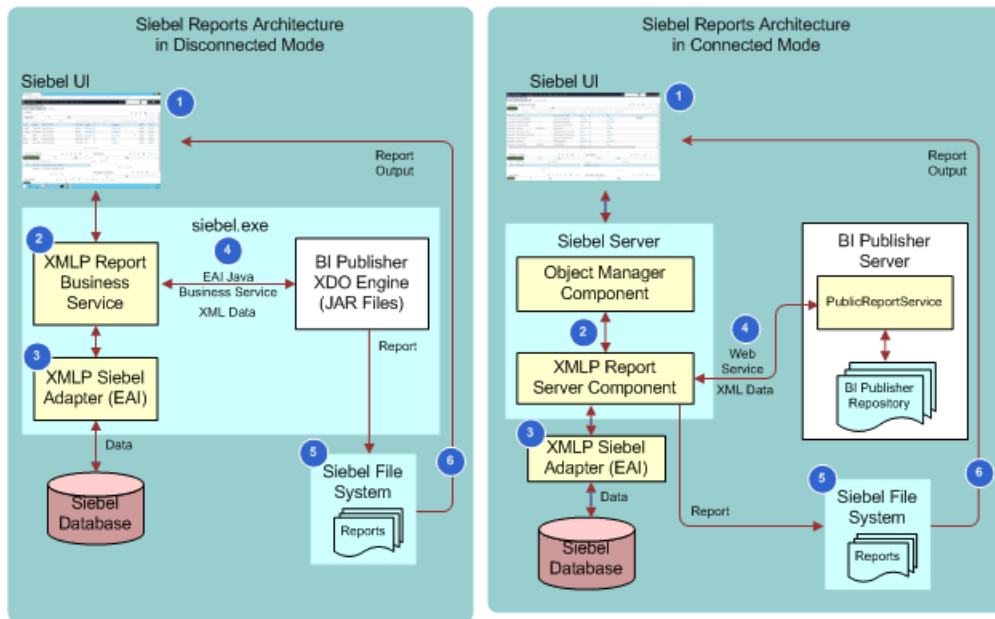 Siebel Reports Architecture
in Disconnected Mode
Siebel UI
1
Report
Output
siebel.exe
2
XMLP Report
Business
Service
4
EAI Java
Business Service
XML Data
BI Publisher
XDO Engine
(JAR Files)
3
XMLP Siebel
Adapter (EAI)
Report
Data
Siebel
Database
5
Siebel File
System
Reports
6
Siebel Reports Architecture
in Connected Mode
Siebel UI
1
Report
Output
Siebel Server
Object Manager
Component
2
XMLP Report
Server Component
BI Publisher
Server
PublicReportService
4
Web
Service
XML Data
BI Publisher
Repository
3
XMLP Siebel
Adapter (EAI)
Data
Siebel
Database
Report
5
Siebel File
System
Reports
6